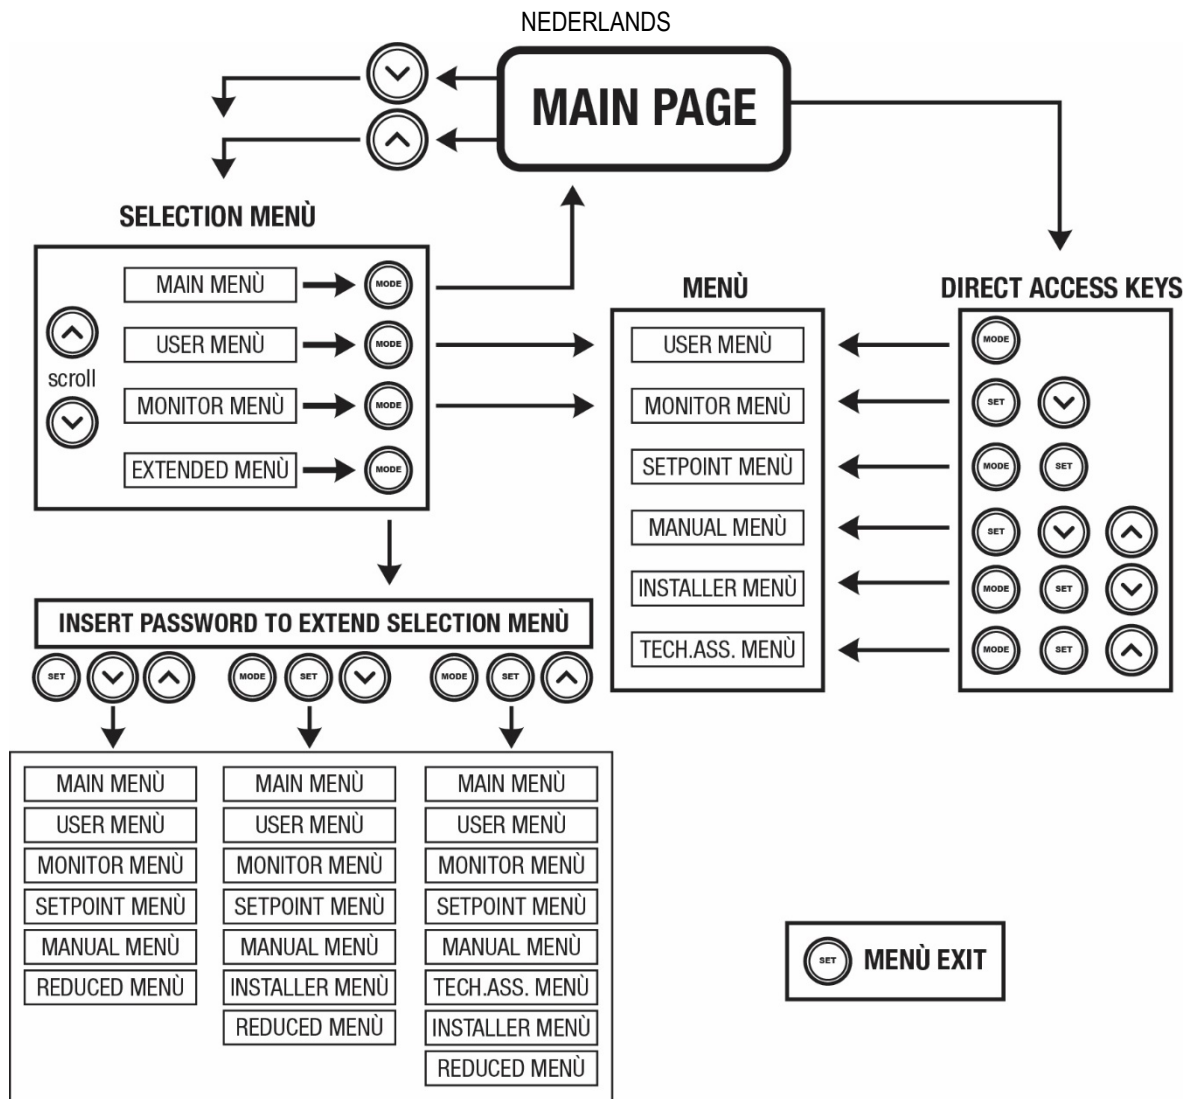 NEDERLANDS
MAIN PAGE
SELECTION MENÙ
MAIN MENÙ MODE
USER MENÙ MODE
scroll
MONITOR MENÙ MODE
EXTENDED MENÙ MODE
MENÙ
USER MENÙ
MONITOR MENÙ
SETPOINT MENÙ
MANUAL MENÙ
INSTALLER MENÙ
TECH.ASS. MENÙ
DIRECT ACCESS KEYS
MODE
SET
MODE SET
SET
MODE SET
MODE SET
INSERT PASSWORD TO EXTEND SELECTION MENÙ
SET
MODE SET
MODE SET
MAIN MENÙ
USER MENÙ
MONITOR MENÙ
SETPOINT MENÙ
MANUAL MENÙ
REDUCED MENÙ
MAIN MENÙ
USER MENÙ
MONITOR MENÙ
SETPOINT MENÙ
MANUAL MENÙ
INSTALLER MENÙ
REDUCED MENÙ
MAIN MENÙ
USER MENÙ
MONITOR MENÙ
SETPOINT MENÙ
MANUAL MENÙ
TECH.ASS. MENÙ
INSTALLER MENÙ
REDUCED MENÙ
SET MENÙ EXIT